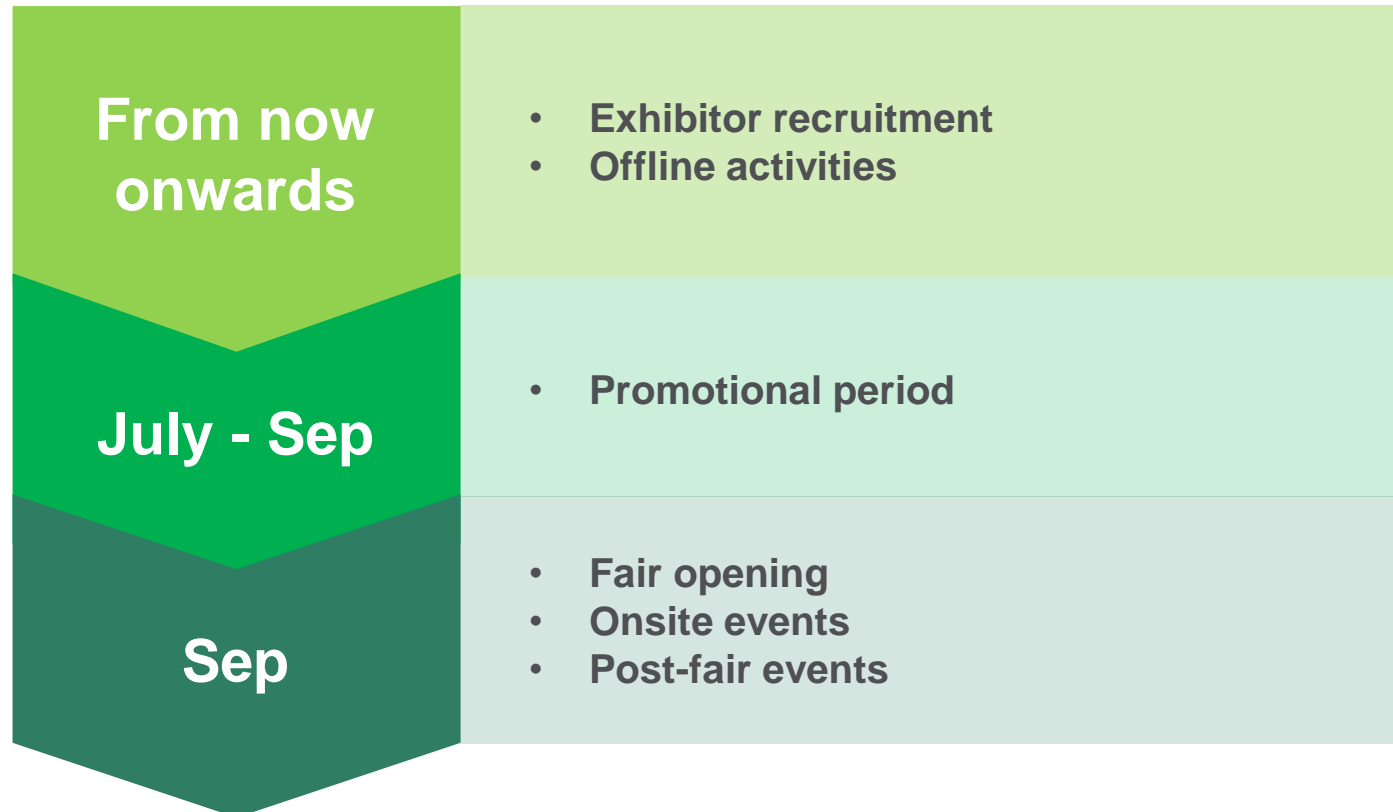 From now
onwards
• Exhibitor recruitment
• Offline activities
July - Sep
• Promotional period
Sep
• Fair opening
• Onsite events
• Post-fair events